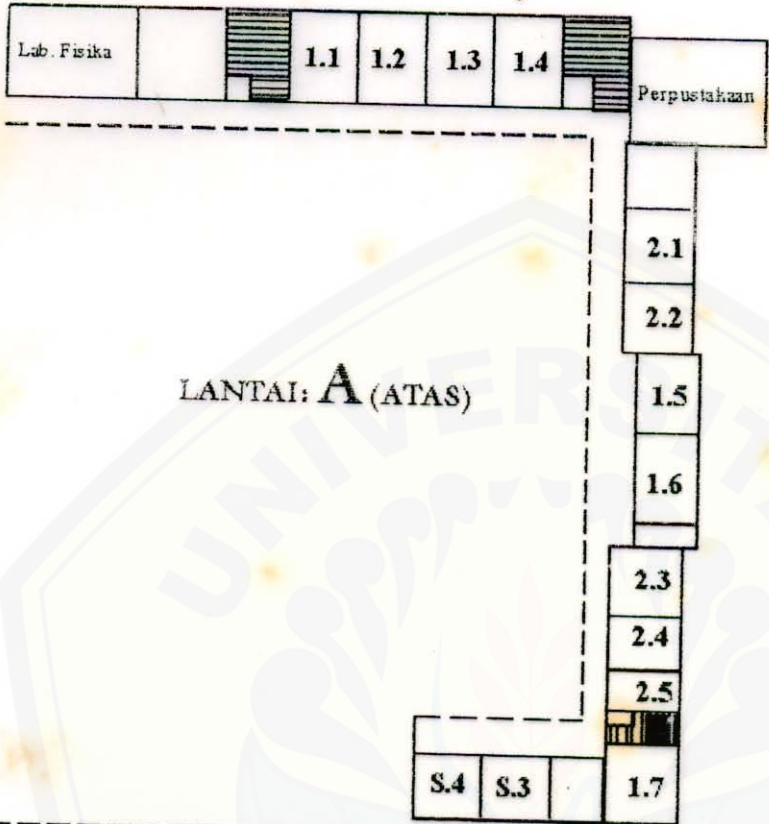 Lab. Fisika
1.1
1.2
1.3
1.4
Perpustakaan
2.1
2.2
LANTAI: A (ATAS)
1.5
1.6
2.3
2.4
2.5
S.4
S.3
1.7
UNIVERSITA